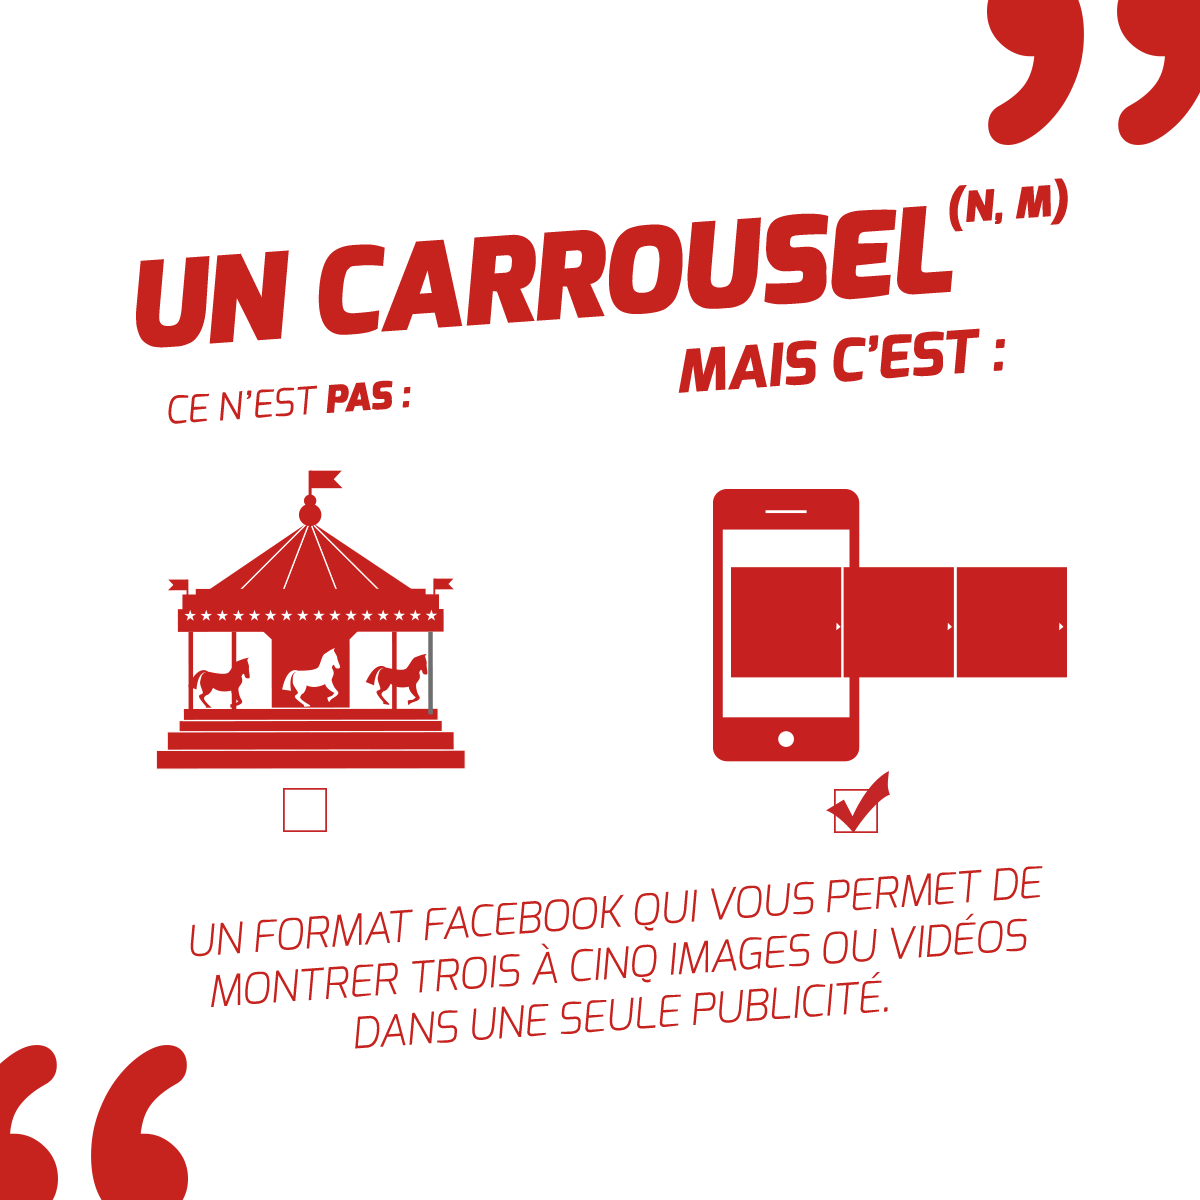 UN CARROUSEL (N, M)
CE N'EST PAS :
MAIS C'EST :
UN FORMAT FACEBOOK QUI VOUS PERMET DE
MONTRER TROIS À CINQ IMAGES OU VIDÉOS
DANS UNE SEULE PUBLICITÉ.